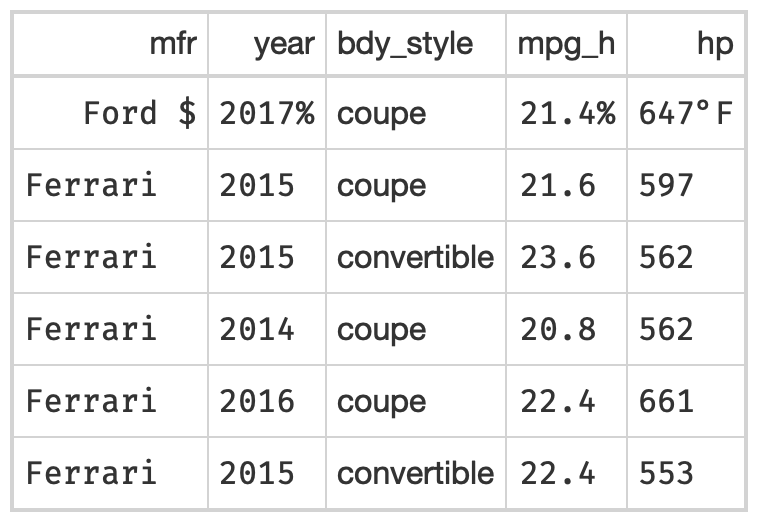 mfr year bdy_style mpg_h hp
Ford $ 2017% coupe 21.4% 647°F
Ferrari 2015 coupe 21.6 597
Ferrari 2015 convertible 23.6 562
Ferrari 2014 coupe 20.8 562
Ferrari 2016 coupe 22.4 661
Ferrari 2015 convertible 22.4 553